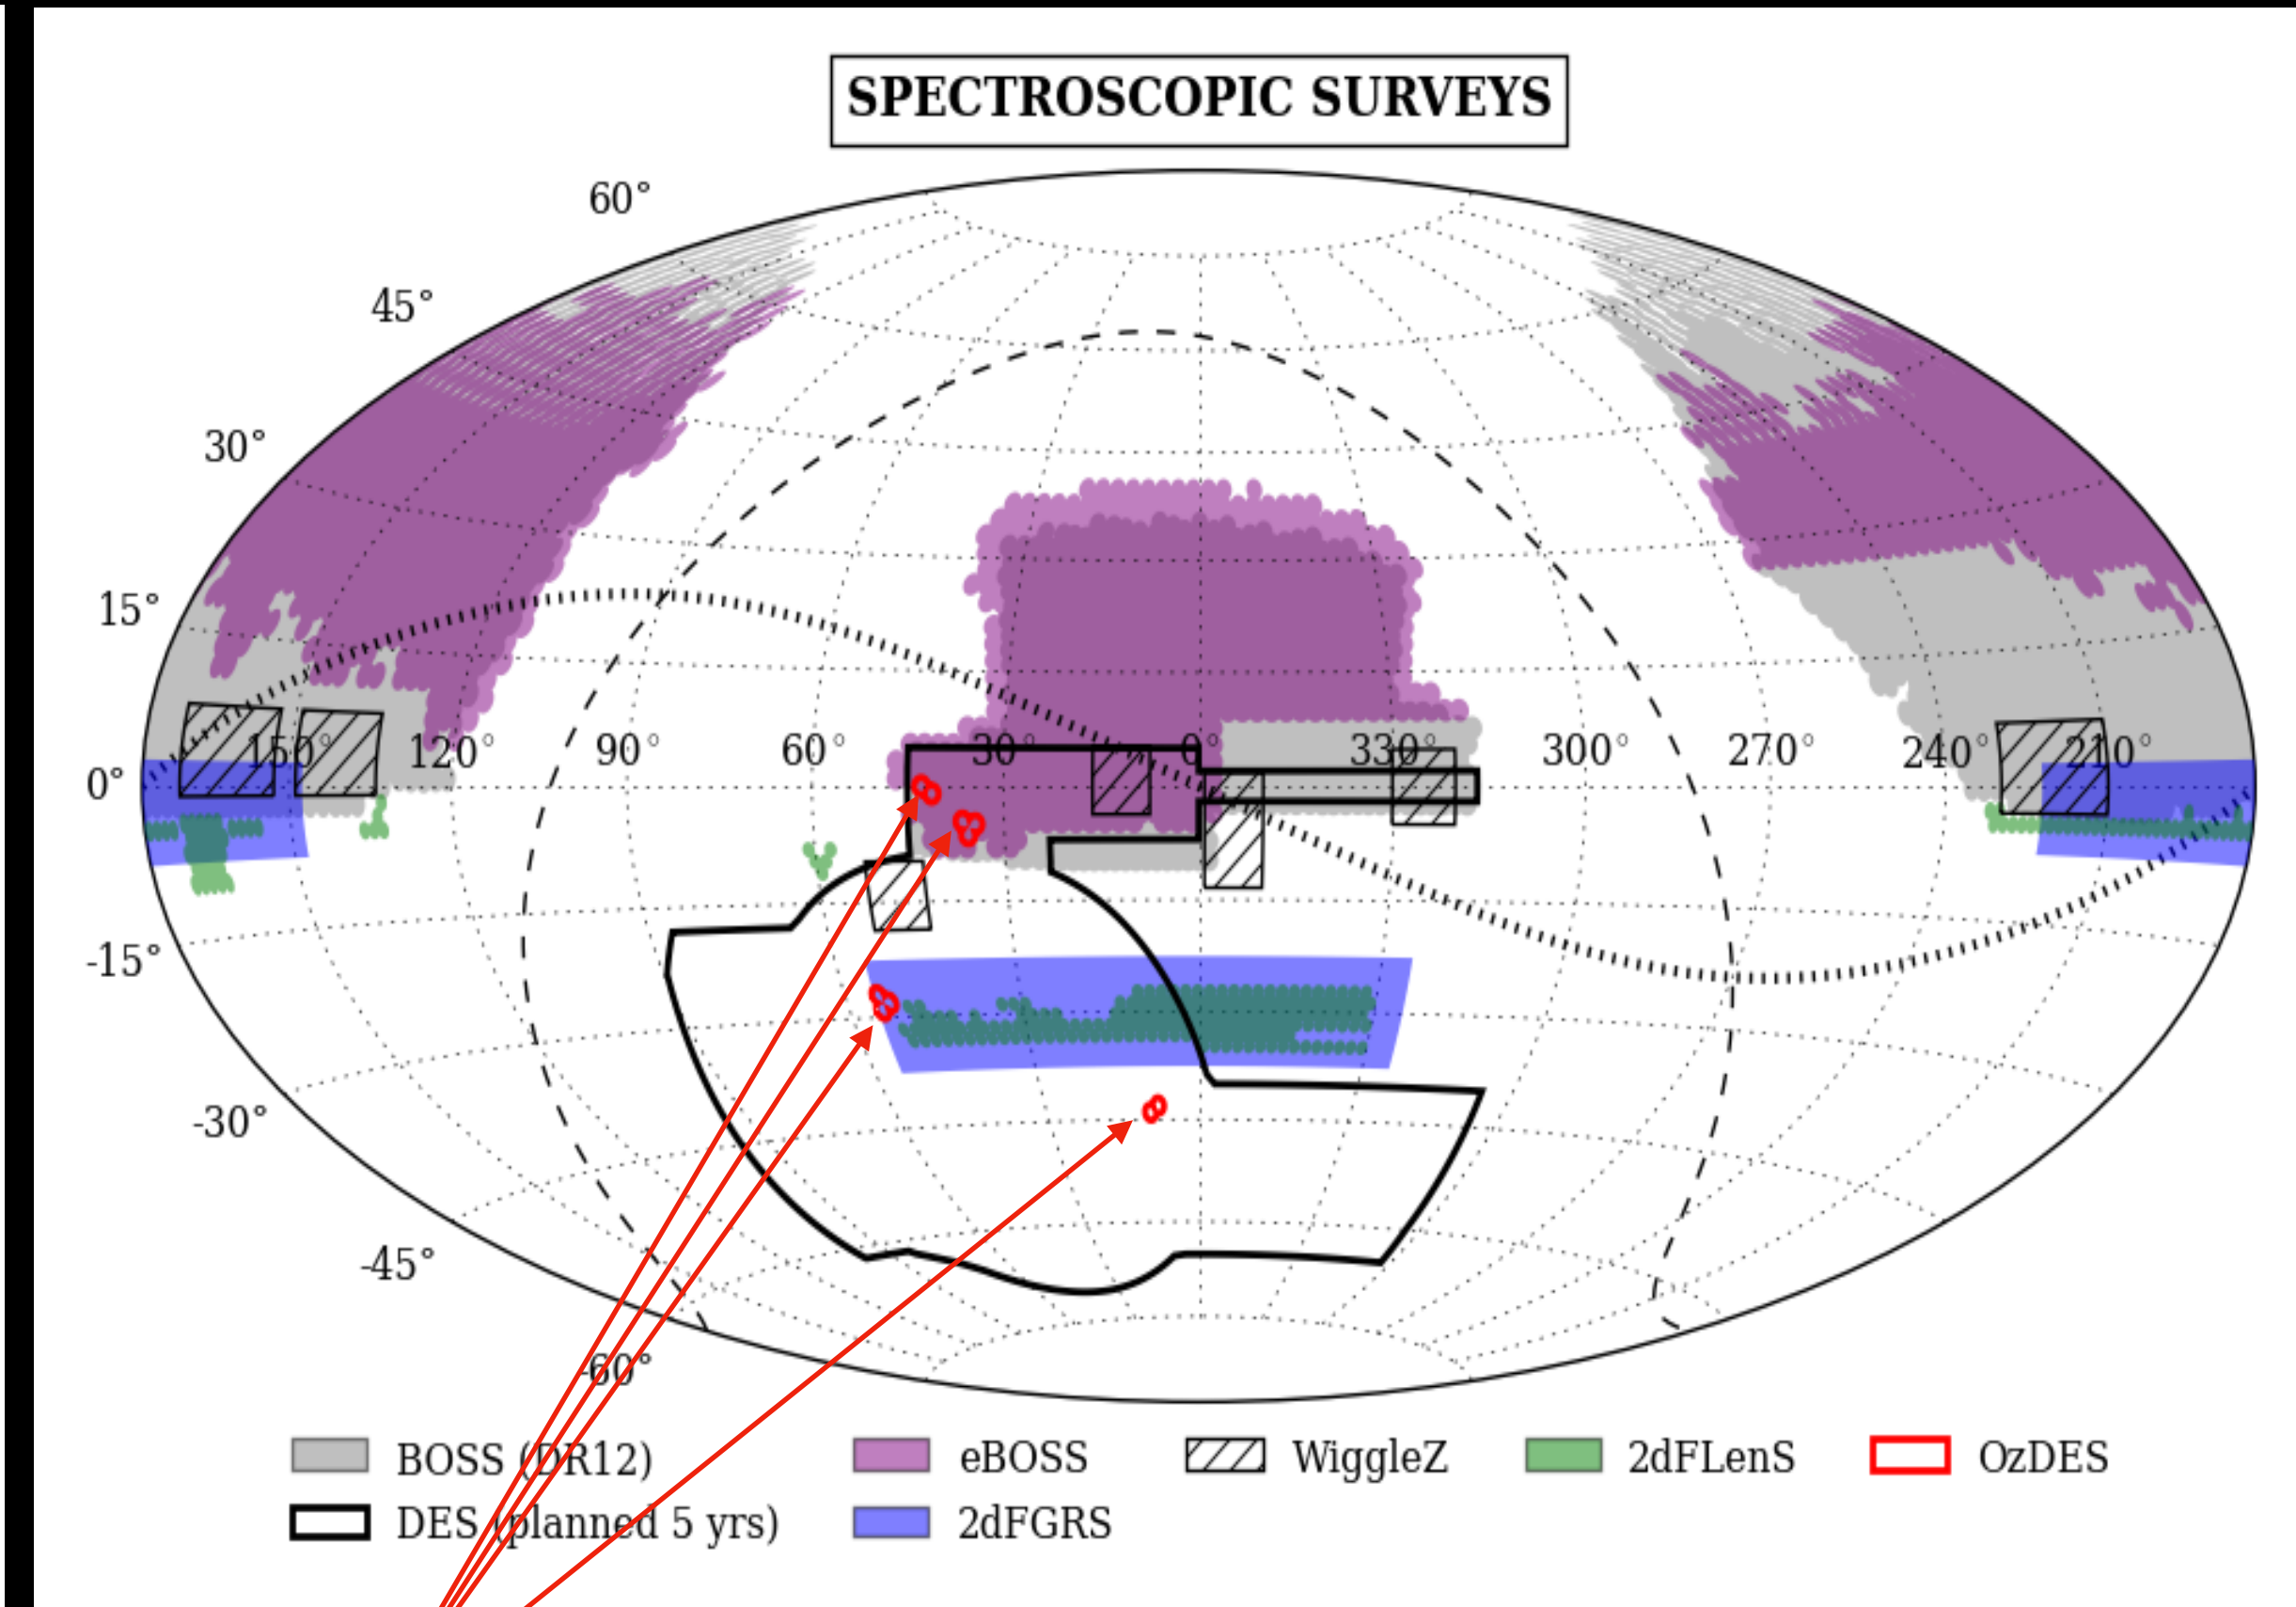 SPECTROSCOPIC SURVEYS
60°
45°
30°
15°
0°
150°
120°
90°
60°
30°
0°
330°
300°
270°
240°
210°
-15°
-30°
-45°
-60°
BOSS (DR12)
eBOSS
WiggleZ
2dFLenS
OzDES
DES (planned 5 yrs)
2dFGRS